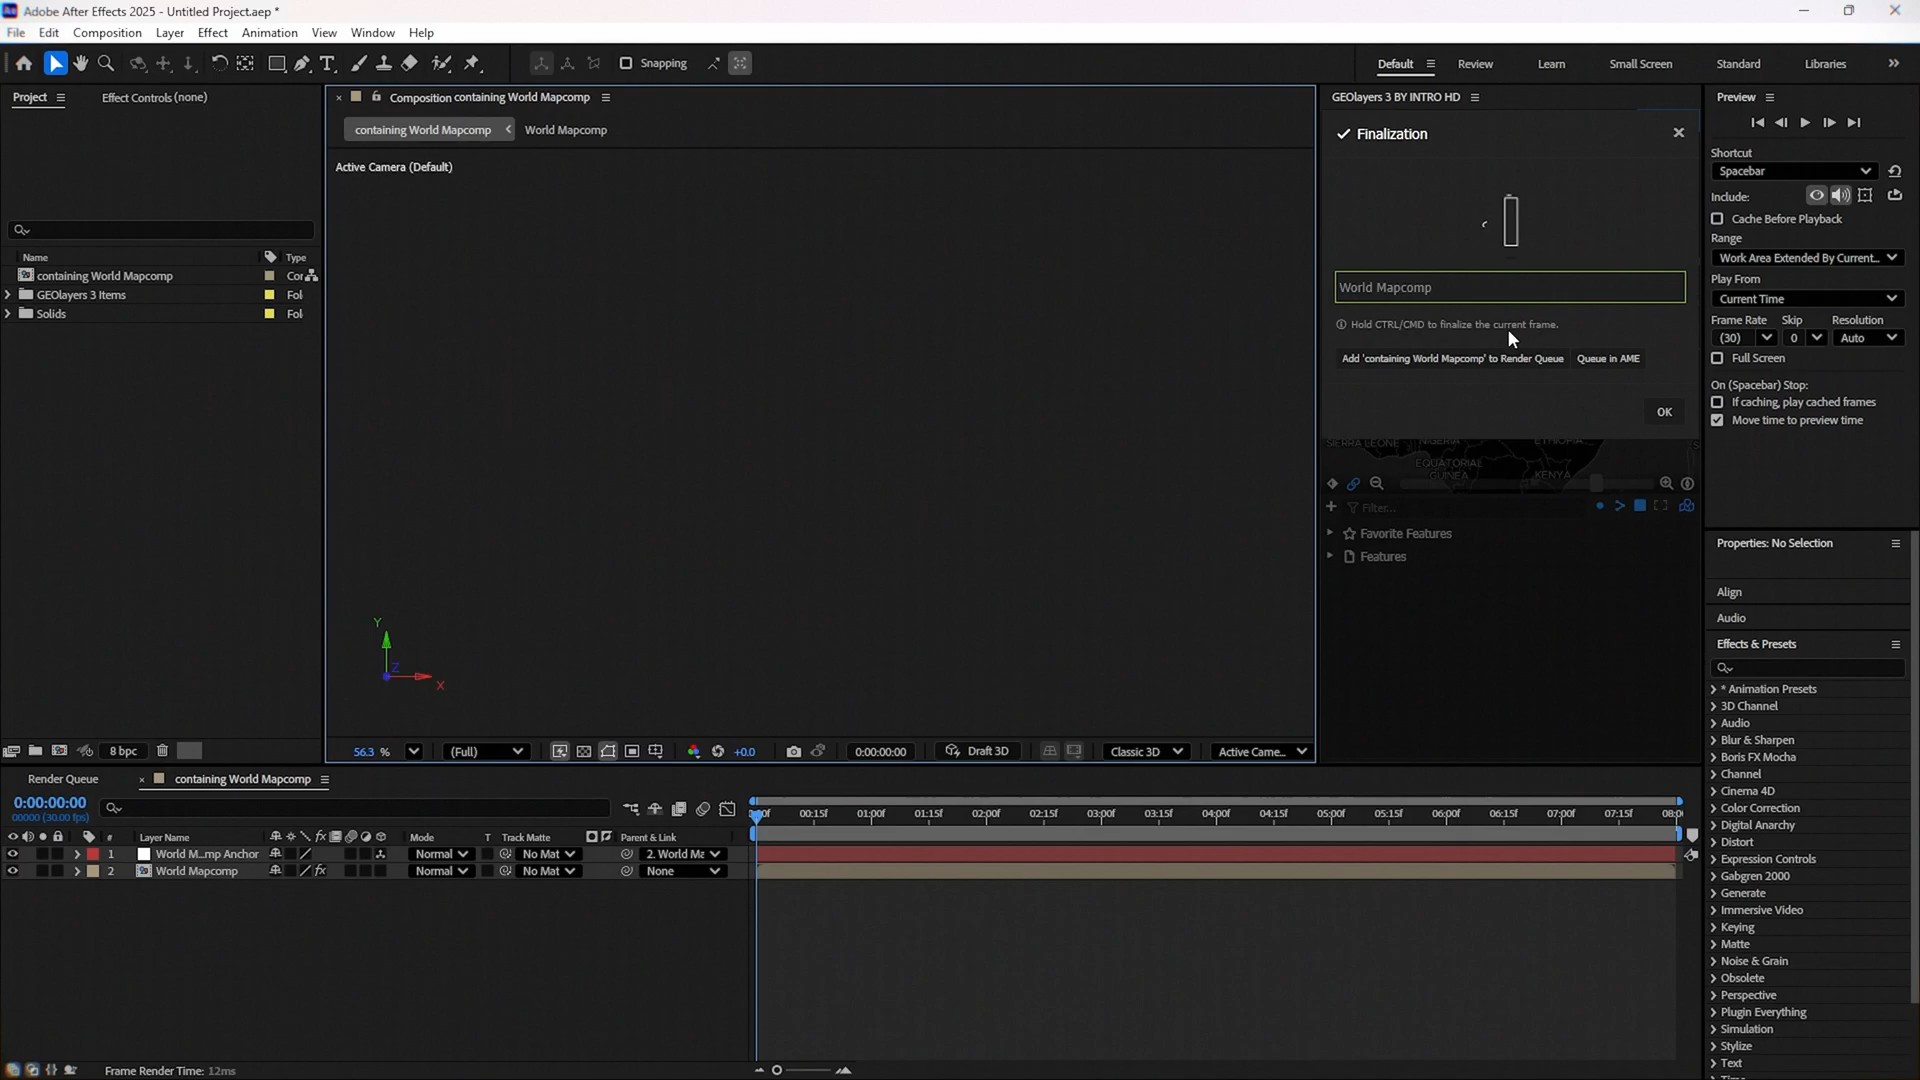 Adobe After Effects 2025 - Untitled Project.aep *
File Edit Composition Layer Effect Animation View Window Help
Snapping
Default Review Learn Small Screen Standard Libraries
Project
Effect Controls (none)
Name Type
containing World Mapcomp Cor
GEOlayers 3 Items Fol
Solids Fol
8 bpc
Composition containing World Mapcomp
containing World Mapcomp World Mapcomp
Active Camera (Default)
Y
Z
X
56.3 % (Full) +0.0 0:00:00:00 Draft 3D Classic 3D Active Came...
GEOlayers 3 BY INTRO HD
Finalization
World Mapcomp
Hold CTRL/CMD to finalize the current frame.
Add 'containing World Mapcomp' to Render Queue Queue in AME
OK
SIERRA LEONE NIGERIA ETHIOPIA
EQUATORIAL
GUINEA KENYA
Filter...
Favorite Features
Features
Preview
Shortcut
Spacebar
Include:
Cache Before Playback
Range
Work Area Extended By Current...
Play From
Current Time
Frame Rate Skip Resolution
(30) 0 Auto
Full Screen
On (Spacebar) Stop:
If caching, play cached frames
Move time to preview time
Properties: No Selection
Align
Audio
Effects & Presets
* Animation Presets
3D Channel
Audio
Blur & Sharpen
Boris FX Mocha
Channel
Cinema 4D
Color Correction
Digital Anarchy
Distort
Expression Controls
Gabgren 2000
Generate
Immersive Video
Keying
Matte
Noise & Grain
Obsolete
Perspective
Plugin Everything
Simulation
Stylize
Text
Render Queue
containing World Mapcomp
0:00:00:00
00000 (30.00 fps)
# Layer Name fx Mode T Track Matte Parent & Link
1 World M...mp Anchor Normal No Mat 2. World Ma
2 World Mapcomp fx Normal No Mat None
00:15f 01:00f 01:15f 02:00f 02:15f 03:00f 03:15f 04:00f 04:15f 05:00f 05:15f 06:00f 06:15f 07:00f 07:15f 08:0
Frame Render Time: 12ms